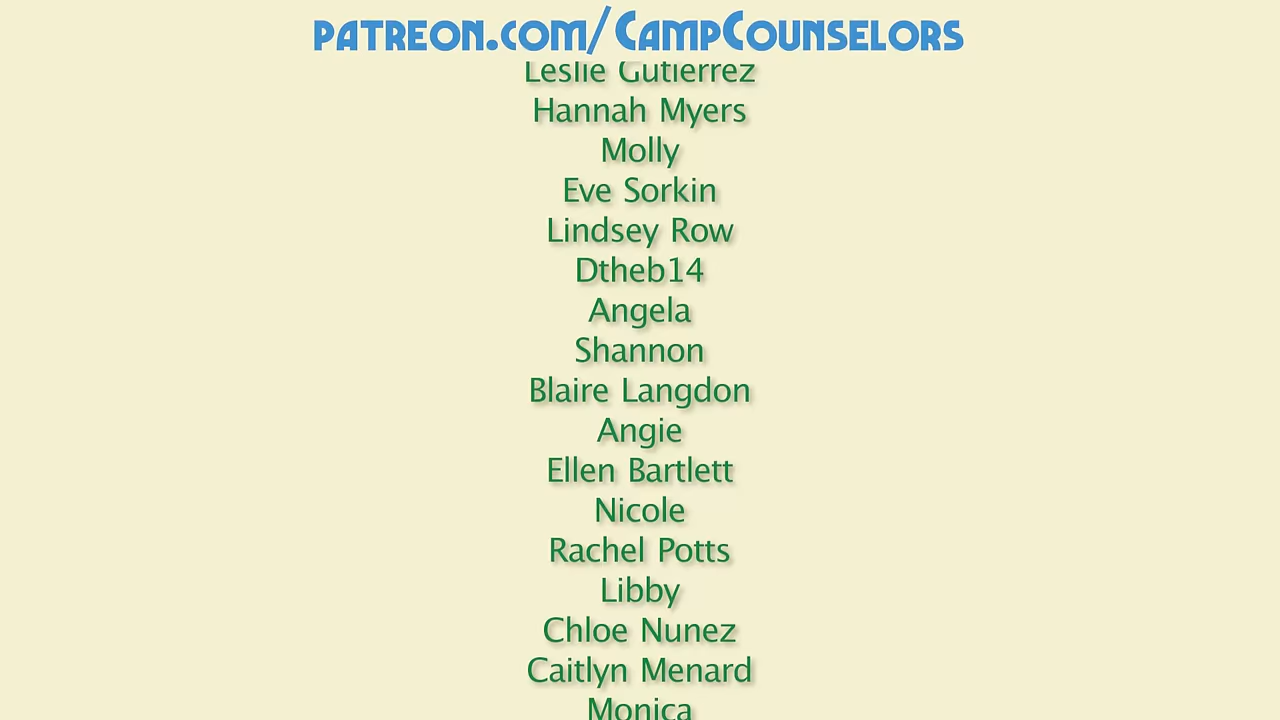 patreon.com/CampCounselors
Leslie Gutierrez
Hannah Myers
Molly
Eve Sorkin
Lindsey Row
Dtheb14
Angela
Shannon
Blaire Langdon
Angie
Ellen Bartlett
Nicole
Rachel Potts
Libby
Chloe Nunez
Caitlyn Menard
Monica